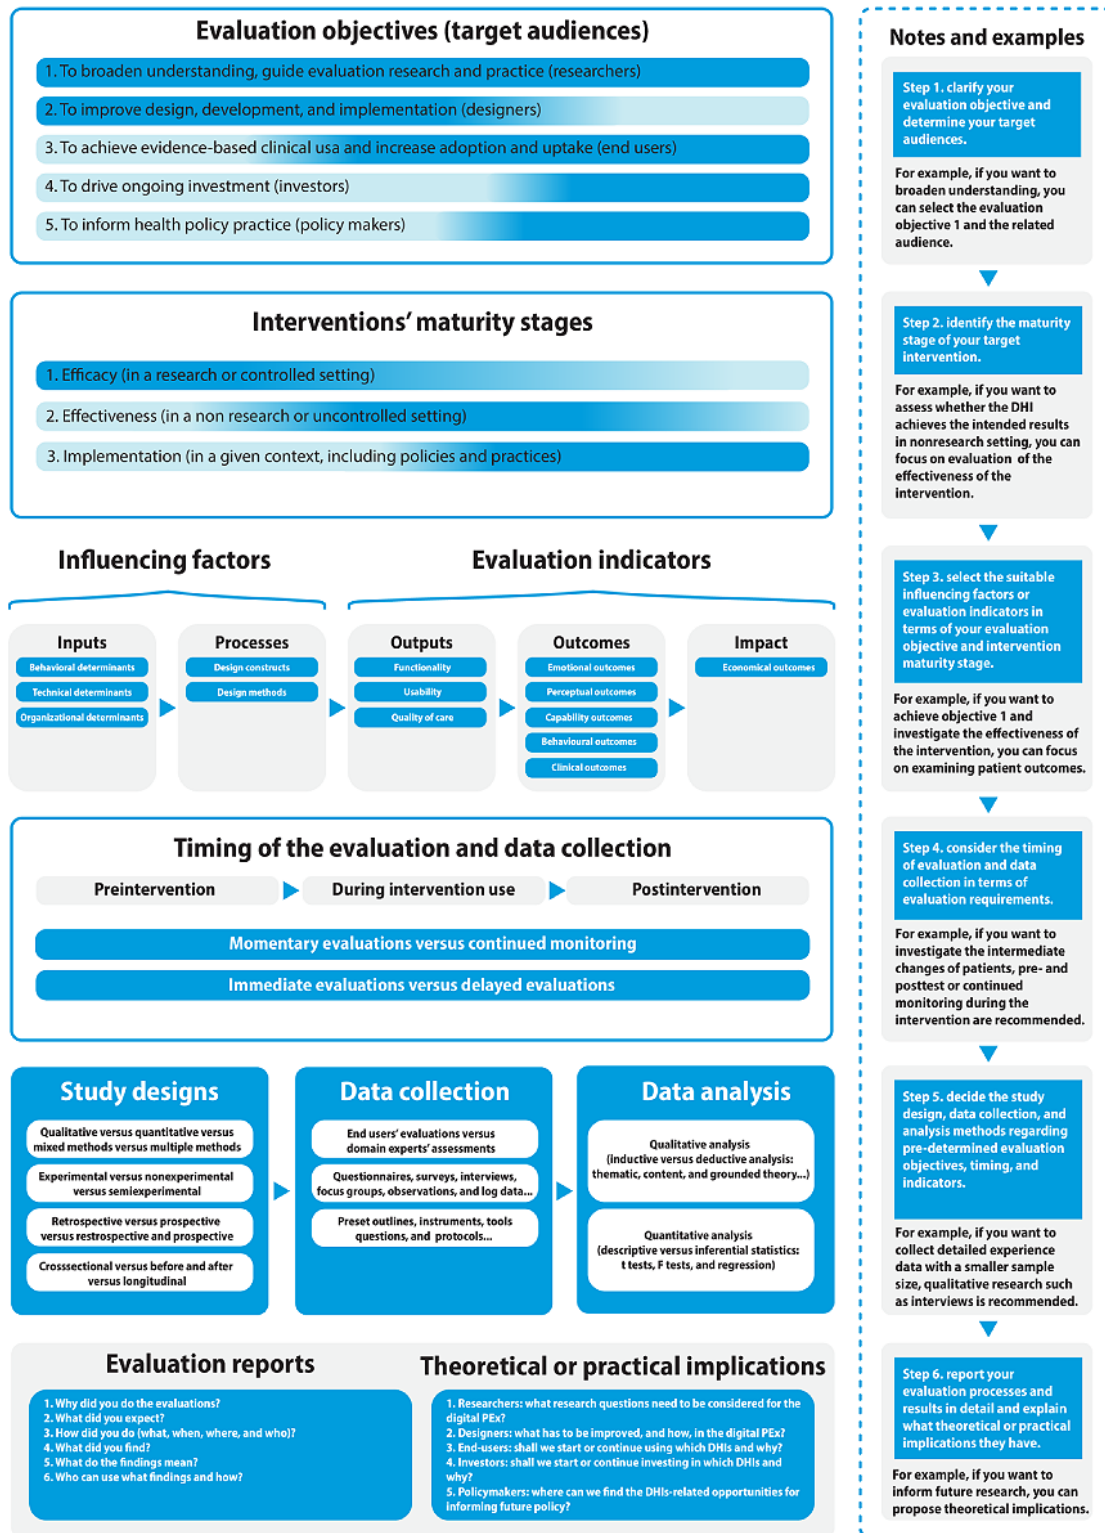 Evaluation objectives (target audiences)
1. To broaden understanding, guide evaluation research and practice (researchers)
2. To improve design, development, and implementation (designers)
3. To achieve evidence-based clinical usa and increase adoption and uptake (end users)
4. To drive ongoing investment (investors)
5. To inform health policy practice (policy makers)
Interventions' maturity stages
1. Efficacy (in a research or controlled setting)
2. Effectiveness (in a non research or uncontrolled setting)
3. Implementation (in a given context, including policies and practices)
Influencing factors
Evaluation indicators
Inputs
Behavioral determinants
Technical determinants
Organizational determinants
Processes
Design constructs
Design methods
Outputs
Functionality
Usability
Quality of care
Outcomes
Emotional outcomes
Perceptual outcomes
Capability outcomes
Behavioural outcomes
Clinical outcomes
Impact
Economical outcomes
Timing of the evaluation and data collection
Preintervention
During intervention use
Postintervention
Momentary evaluations versus continued monitoring
Immediate evaluations versus delayed evaluations
Study designs
Qualitative versus quantitative versus
mixed methods versus multiple methods
Experimental versus nonexperimental
versus semiexperimental
Retrospective versus prospective
versus restrospective and prospective
Crosssectional versus before and after
versus longitudinal
Data collection
End users' evaluations versus
domain experts' assessments
Questionnaires, surveys, interviews,
focus groups, observations, and log data...
Preset outlines, instruments, tools
questions, and protocols...
Data analysis
Qualitative analysis
(inductive versus deductive analysis:
thematic, content, and grounded theory...)
Quantitative analysis
(descriptive versus inferential statistics:
t tests, F tests, and regression)
Evaluation reports
1. Why did you do the evaluations?
2. What did you expect?
3. How did you do (what, when, where, and who)?
4. What did you find?
5. What do the findings mean?
6. Who can use what findings and how?
Theoretical or practical implications
1. Researchers: what research questions need to be considered for the
digital PEx?
2. Designers: what has to be improved, and how, in the digital PEx?
3. End-users: shall we start or continue using which DHIs and why?
4. Investors: shall we start or continue investing in which DHIs and
why?
5. Policymakers: where can we find the DHIs-related opportunities for
informing future policy?
Notes and examples
Step 1. clarify your
evaluation objective and
determine your target
audiences.
For example, if you want to
broaden understanding, you
can select the evaluation
objective 1 and the related
audience.
Step 2. identify the maturity
stage of your target
intervention.
For example, if you want to
assess whether the DHI
achieves the intended results
in nonresearch setting, you can
focus on evaluation of the
effectiveness of the
intervention.
Step 3. select the suitable
influencing factors or
evaluation indicators in
terms of your evaluation
objective and intervention
maturity stage.
For example, if you want to
achieve objective 1 and
investigate the effectiveness of
the intervention, you can focus
on examining patient outcomes.
Step 4. consider the timing
of evaluation and data
collection in terms of
evaluation requirements.
For example, if you want to
investigate the intermediate
changes of patients, pre- and
posttest or continued
monitoring during the
intervention are recommended.
Step 5. decide the study
design, data collection, and
analysis methods regarding
pre-determined evaluation
objectives, timing, and
indicators.
For example, if you want to
collect detailed experience
data with a smaller sample
size, qualitative research such
as interviews is recommended.
Step 6. report your
evaluation processes and
results in detail and explain
what theoretical or practical
implications they have.
For example, if you want to
inform future research, you can
propose theoretical implications.